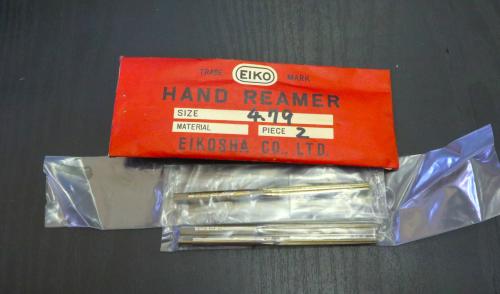 TRADE EIKO MARK
HAND REAMER
SIZE 4.79
MATERIAL PIECE 2
EIKOSHA CO., LTD.